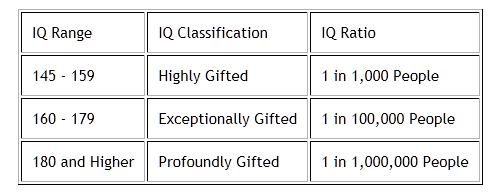 IQ Range IQ Classification IQ Ratio
145 - 159 Highly Gifted 1 in 1,000 People
160 - 179 Exceptionally Gifted 1 in 100,000 People
180 and Higher Profoundly Gifted 1 in 1,000,000 People